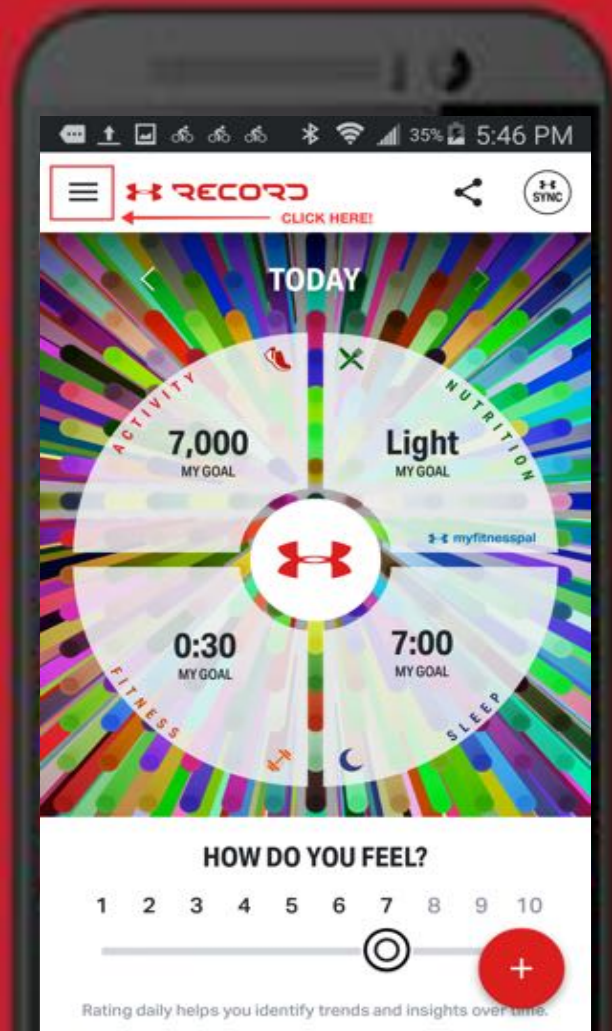 35% 5:46 PM
RECORD
SYNC
CLICK HERE!
TODAY
ACTIVITY
NUTRITION
7,000
MY GOAL
Light
MY GOAL
myfitnesspal
0:30
MY GOAL
7:00
MY GOAL
FITNESS
SLEEP
HOW DO YOU FEEL?
1 2 3 4 5 6 7 8 9 10
+
Rating daily helps you identify trends and insights over time.